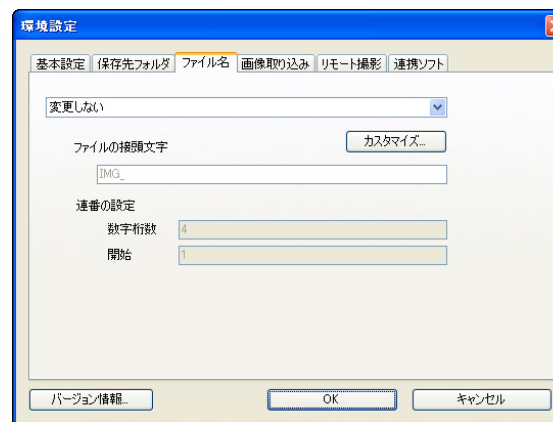 環境設定
基本設定 保存先フォルダ ファイル名 画像取り込み リモート撮影 連携ソフト
変更しない
ファイルの接頭文字 カスタマイズ...
IMG_
連番の設定
数字桁数 4
開始 1
バージョン情報... OK キャンセル